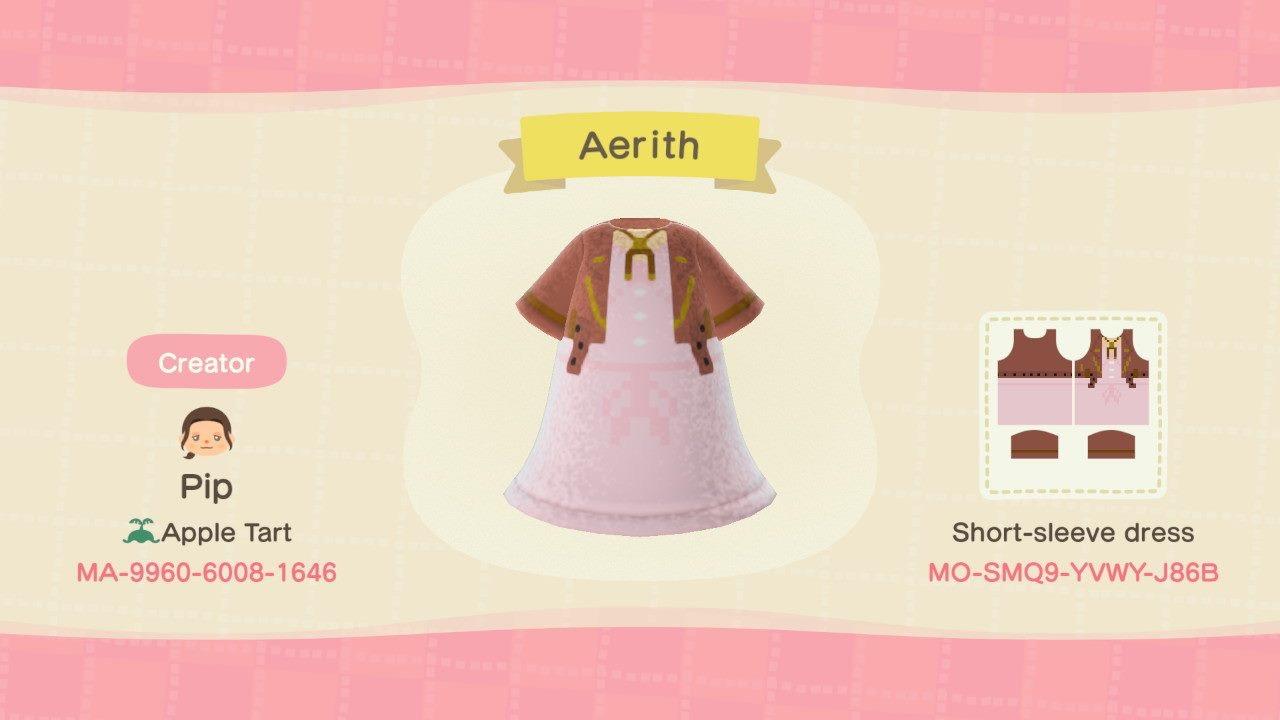 Aerith
Creator
Pip
Apple Tart
MA-9960-6008-1646
Short-sleeve dress
MO-SMQ9-YVWY-J86B